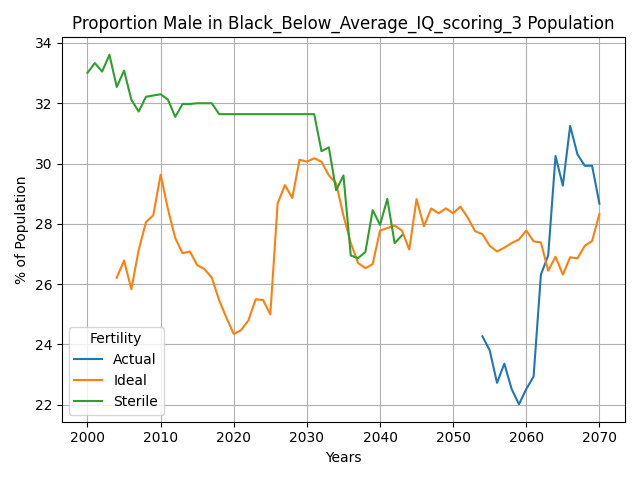 Proportion Male in Black_Below_Average_IQ_scoring_3 Population
% of Population
34
32
30
28
26
24
22
Fertility
Actual
Ideal
Sterile
2000 2010 2020 2030 2040 2050 2060 2070
Years